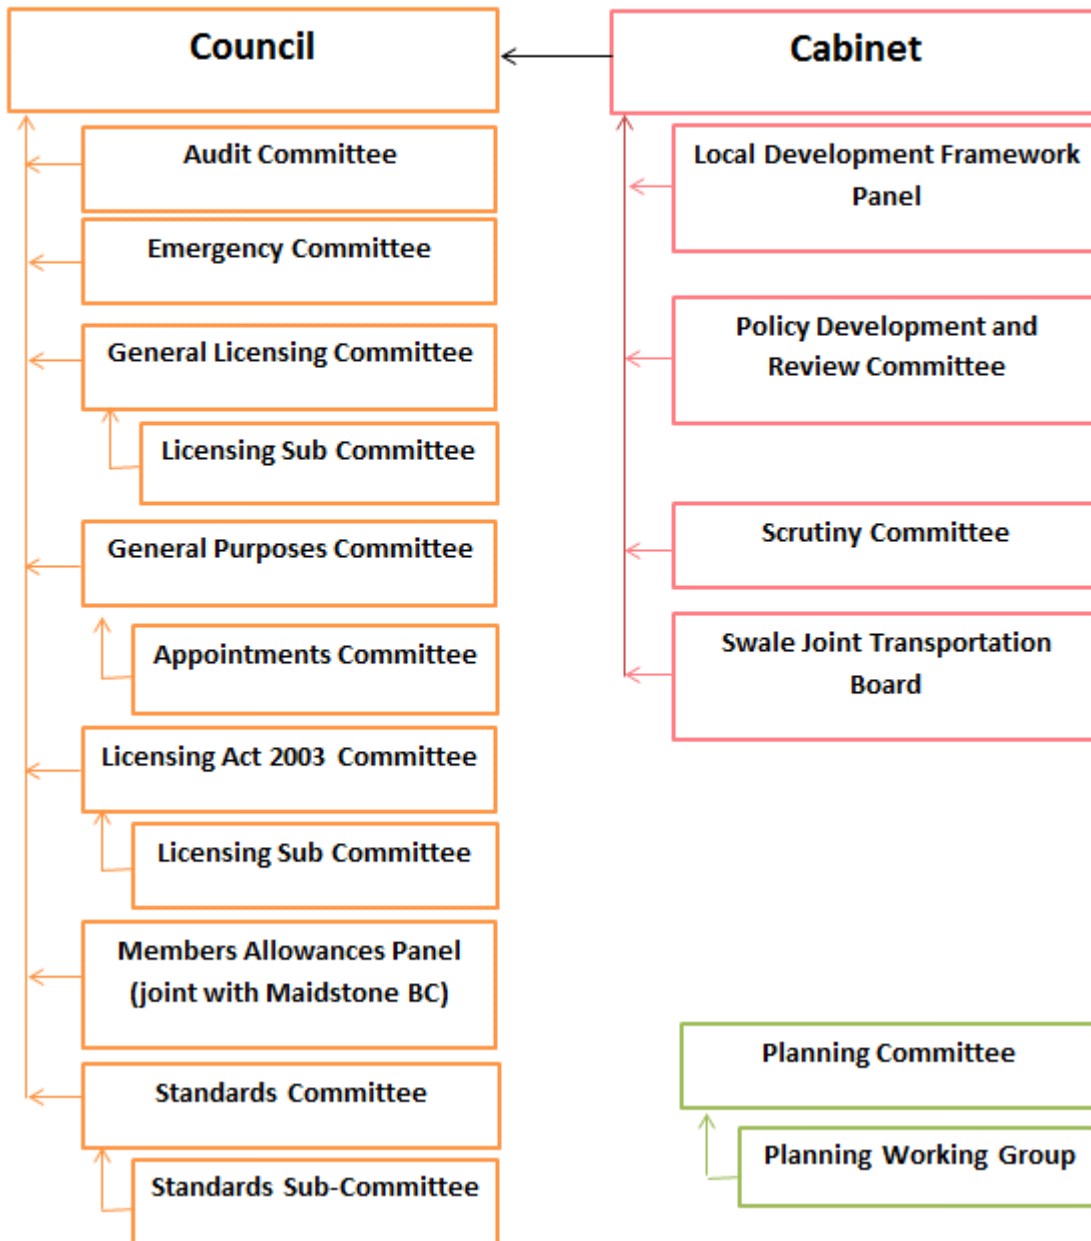 Council
Audit Committee
Emergency Committee
General Licensing Committee
Licensing Sub Committee
General Purposes Committee
Appointments Committee
Licensing Act 2003 Committee
Licensing Sub Committee
Members Allowances Panel
(joint with Maidstone BC)
Standards Committee
Standards Sub-Committee
Cabinet
Local Development Framework
Panel
Policy Development and
Review Committee
Scrutiny Committee
Swale Joint Transportation
Board
Planning Committee
Planning Working Group